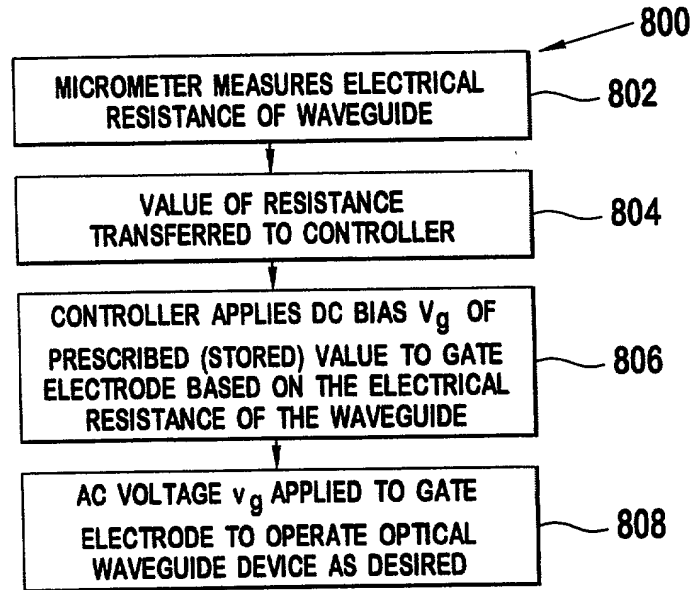 800
MICROMETER MEASURES ELECTRICAL
RESISTANCE OF WAVEGUIDE
802
VALUE OF RESISTANCE
TRANSFERRED TO CONTROLLER
804
CONTROLLER APPLIES DC BIAS Vg OF
PRESCRIBED (STORED) VALUE TO GATE
ELECTRODE BASED ON THE ELECTRICAL
RESISTANCE OF THE WAVEGUIDE
806
AC VOLTAGE vg APPLIED TO GATE
ELECTRODE TO OPERATE OPTICAL
WAVEGUIDE DEVICE AS DESIRED
808